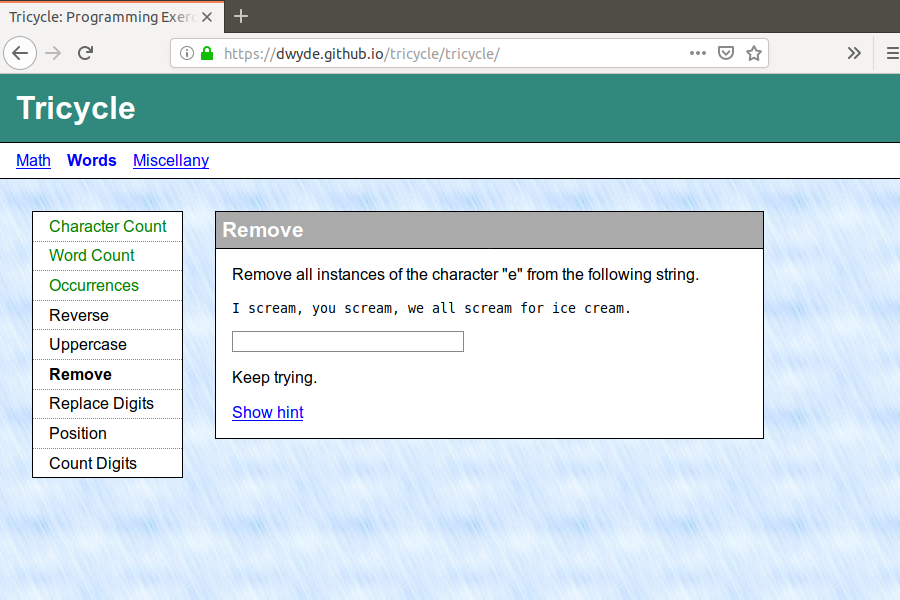 Tricycle: Programming Exerc
https://dwyde.github.io/tricycle/tricycle/
Tricycle
Math Words Miscellany
Character Count
Word Count
Occurrences
Reverse
Uppercase
Remove
Replace Digits
Position
Count Digits
Remove
Remove all instances of the character "e" from the following string.
I scream, you scream, we all scream for ice cream.
Keep trying.
Show hint